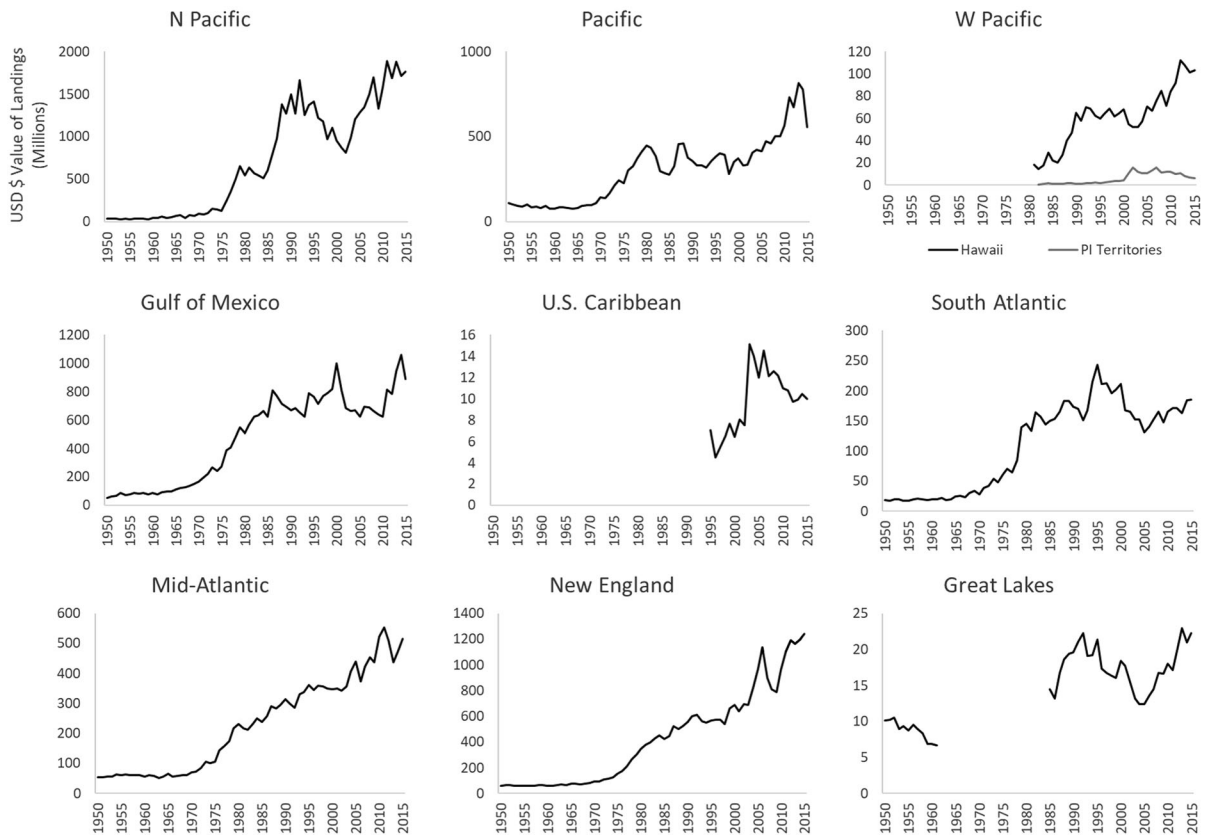 N Pacific
Pacific
W Pacific
USD $ Value of Landings
(Millions)
2000
1500
1000
500
0
1950 1955 1960 1965 1970 1975 1980 1985 1990 1995 2000 2005 2010 2015
1000
500
0
1950 1955 1960 1965 1970 1975 1980 1985 1990 1995 2000 2005 2010 2015
120
100
80
60
40
20
0
1950 1955 1960 1965 1970 1975 1980 1985 1990 1995 2000 2005 2010 2015
Hawaii PI Territories
Gulf of Mexico
U.S. Caribbean
South Atlantic
1200
1000
800
600
400
200
0
1950 1955 1960 1965 1970 1975 1980 1985 1990 1995 2000 2005 2010 2015
16
14
12
10
8
6
4
2
0
1950 1955 1960 1965 1970 1975 1980 1985 1990 1995 2000 2005 2010 2015
300
250
200
150
100
50
0
1950 1955 1960 1965 1970 1975 1980 1985 1990 1995 2000 2005 2010 2015
Mid-Atlantic
New England
Great Lakes
600
500
400
300
200
100
0
1950 1955 1960 1965 1970 1975 1980 1985 1990 1995 2000 2005 2010 2015
1400
1200
1000
800
600
400
200
0
1950 1955 1960 1965 1970 1975 1980 1985 1990 1995 2000 2005 2010 2015
25
20
15
10
5
0
1950 1955 1960 1965 1970 1975 1980 1985 1990 1995 2000 2005 2010 2015